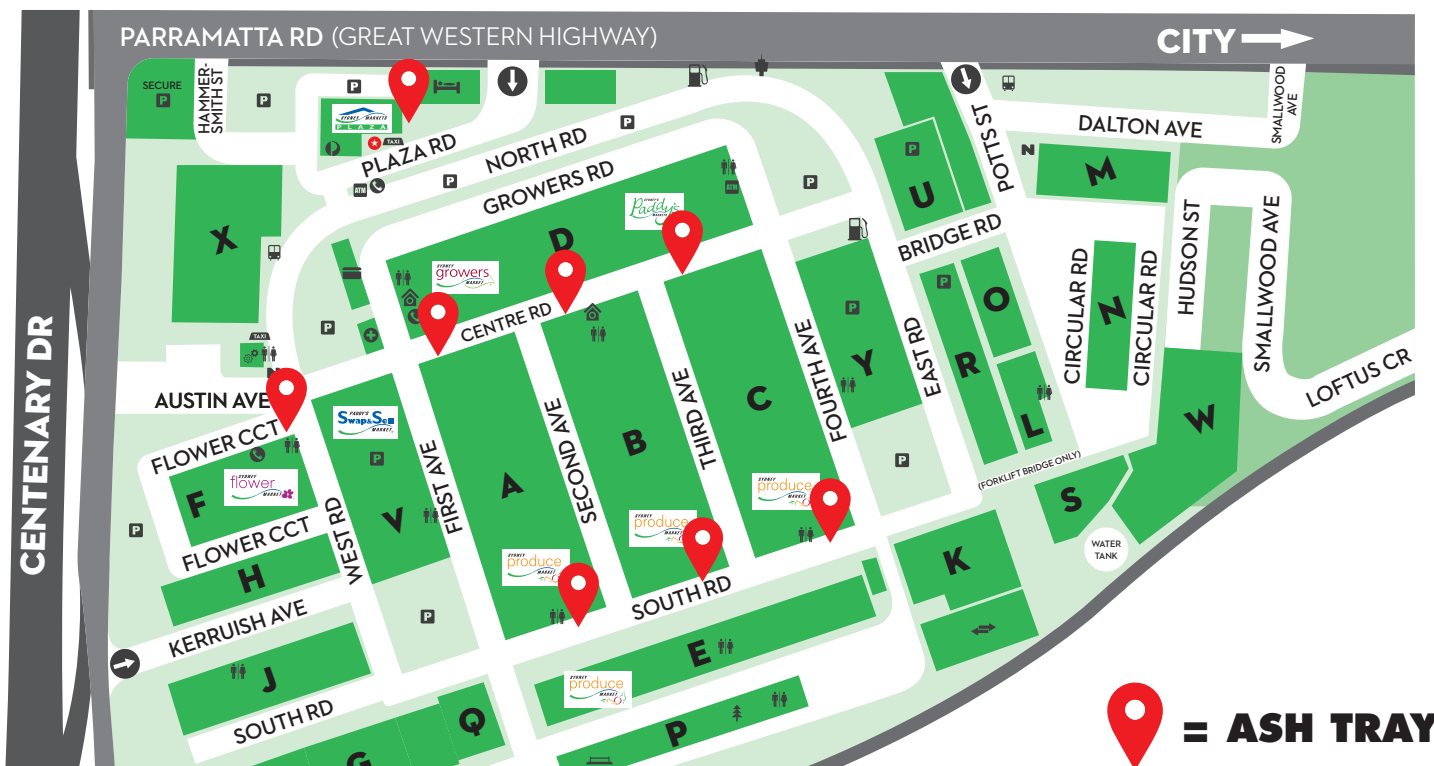 PARRAMATTA RD (GREAT WESTERN HIGHWAY)
CITY
CENTENARY DR
SECURE
P
HAMMER-
SMITH ST
P
P
SYDNEY MARKETS
PLAZA
TAXI
PLAZA RD
ATM
NORTH RD
P
P
GROWERS RD
POTTS ST
DALTON AVE
SMALLWOOD
AVE
N
M
P
U
P
ATM
X
D
SYDNEY'S
Paddy's
MARKETS
SYDNEY
growers
MARKET
BRIDGE RD
HUDSON ST
SMALLWOOD AVE
CENTRE RD
P
P
P
O
CIRCULAR RD
N
CIRCULAR RD
TAXI
AUSTIN AVE
LOFTUS CR
FLOWER CCT
PADDY'S
Swap&Sell
MARKET
P
FIRST AVE
A
SECOND AVE
B
THIRD AVE
C
FOURTH AVE
Y
EAST RD
R
L
W
F
SYDNEY
flower
MARKET
P
FLOWER CCT
WEST RD
V
H
P
(FORKLIFT BRIDGE ONLY)
S
WATER
TANK
SYDNEY
produce
MARKET
SYDNEY
produce
MARKET
SYDNEY
produce
MARKET
K
KERRUISH AVE
P
SOUTH RD
J
E
SYDNEY
produce
MARKET
SOUTH RD
Q
P
G
= ASH TRAY